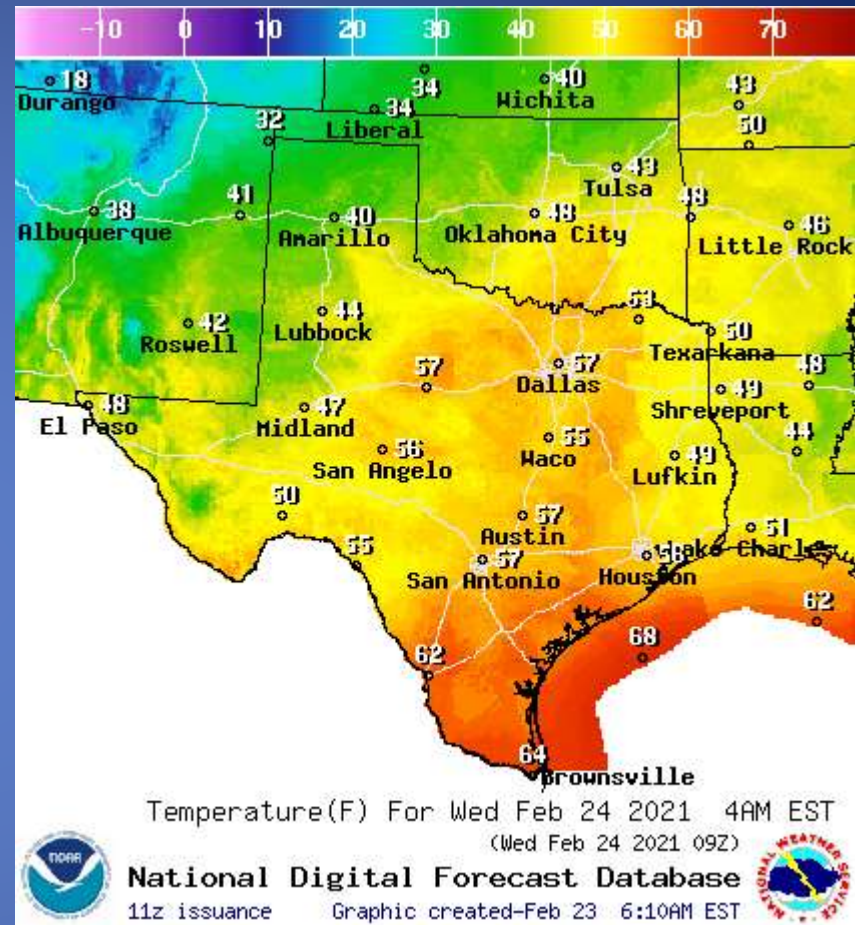 -10 0 10 20 30 40 50 60 70
18
Durango
34
40
Wichita
43
34
Liberal
32
50
43
Tulsa
38
Albuquerque
41
40
Amarillo
48
Oklahoma City
48
46
Little Rock
42
Roswell
44
Lubbock
53
50
Texarkana
57
57
Dallas
48
49
Shreveport
48
El Paso
47
Midland
56
San Angelo
55
Waco
49
Lufkin
44
50
57
Austin
51
Lake Charles
55
57
San Antonio
58
Houston
62
68
62
64
Brownsville
Temperature(F) For Wed Feb 24 2021 4AM EST
(Wed Feb 24 2021 09Z)
National Digital Forecast Database
11z issuance Graphic created-Feb 23 6:10AM EST
NOAA
NATIONAL WEATHER SERVICE